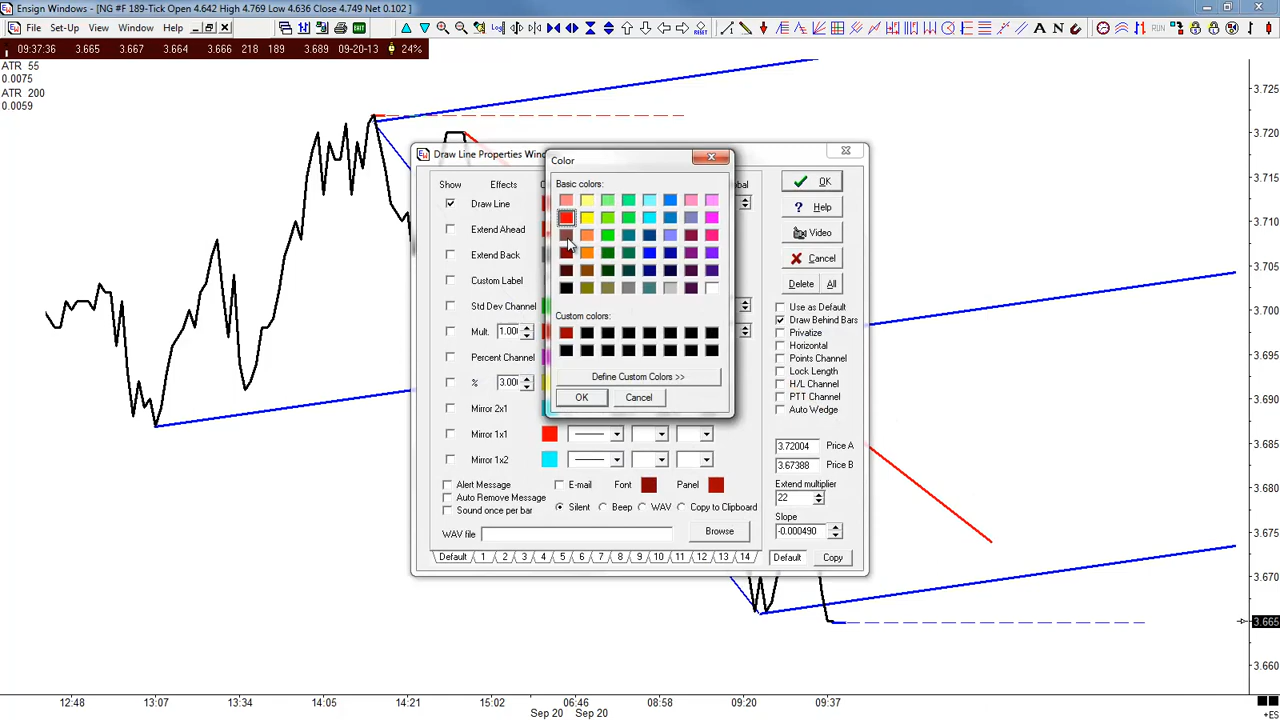 Ensign Windows - [NG #F 189-Tick Open 4.642 High 4.769 Low 4.636 Close 4.749 Net 0.102 ]
File Set-Up View Window Help
09:37:36 3.665 3.667 3.664 3.666 218 189 3.689 09-20-13 24%
ATR 55
0.0075
ATR 200
0.0059
3.725
3.720
3.715
3.710
3.705
3.700
3.695
3.690
3.685
3.680
3.675
3.670
3.665
3.660
Draw Line Properties
Show Effects
Draw Line
Extend Ahead
Extend Back
Custom Label
Std Dev Channel
Mult. 1.00
Percent Channel
% 3.00
Mirror 2x1
Mirror 1x1
Mirror 1x2
Alert Message E-mail Font Panel
Auto Remove Message
Sound once per bar Silent Beep WAV Copy to Clipboard
WAV file Browse
Default 1 2 3 4 5 6 7 8 9 10 11 12 13 14
Color
Basic colors:
Custom colors:
Define Custom Colors >>
OK Cancel
OK
Help
Video
Cancel
Delete All
Use as Default
Draw Behind Bars
Privatize
Horizontal
Points Channel
Lock Length
H/L Channel
PTT Channel
Auto Wedge
3.72004 Price A
3.67388 Price B
Extend multiplier
22
Slope
-0.000490
Default Copy
12:48 13:07 13:34 14:05 14:21 15:02 06:46 08:58 09:20 09:37
Sep 20 Sep 20
+ES